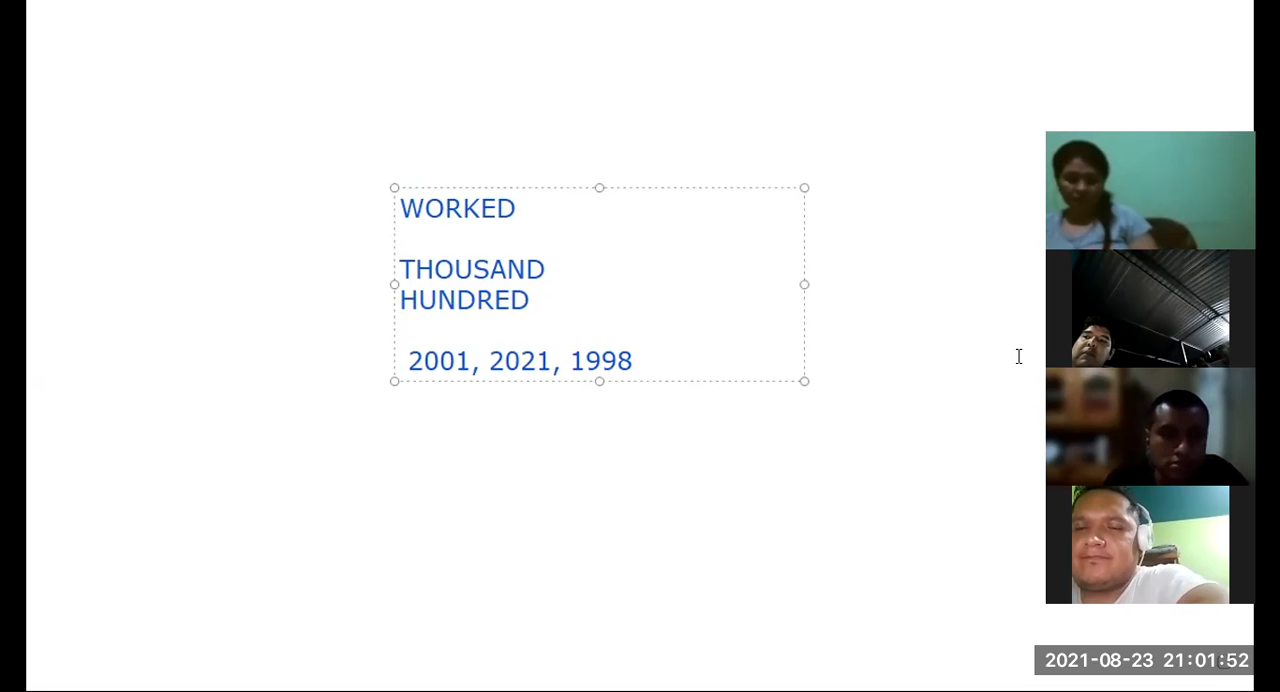 WORKED
THOUSAND
HUNDRED
2001, 2021, 1998
2021-08-23 21:01:52